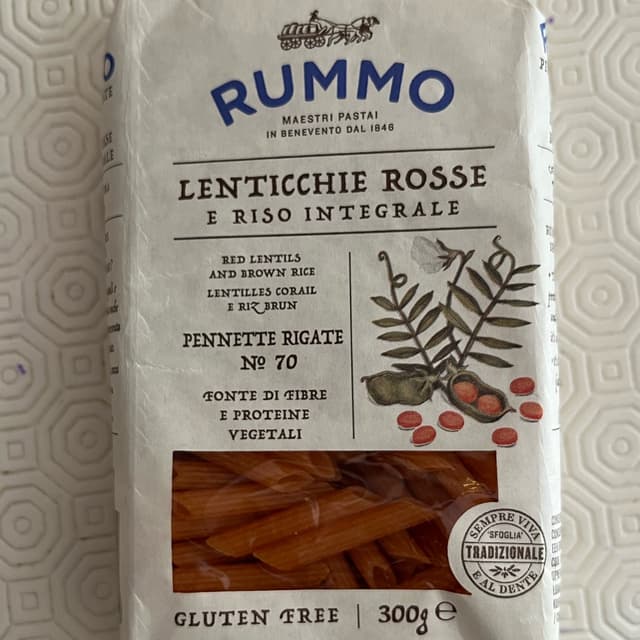 RUMMO
MAESTRI PASTAI
IN BENEVENTO DAL 1846
LENTICCHIE ROSSE
E RISO INTEGRALE
RED LENTILS
AND BROWN RICE
LENTILLES CORAIL
E RIZ BRUN
PENNETTE RIGATE
Nº 70
FONTE DI FIBRE
E PROTEINE
VEGETALI
SEMPRE VIVA
'SFOGLIA'
TRADIZIONALE
E AL DENTE
GLUTEN FREE | 300g ℮